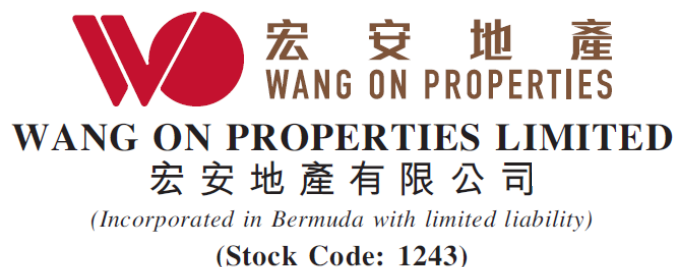 宏安地產
WANG ON PROPERTIES
WANG ON PROPERTIES LIMITED
宏安地產有限公司
(Incorporated in Bermuda with limited liability)
(Stock Code: 1243)